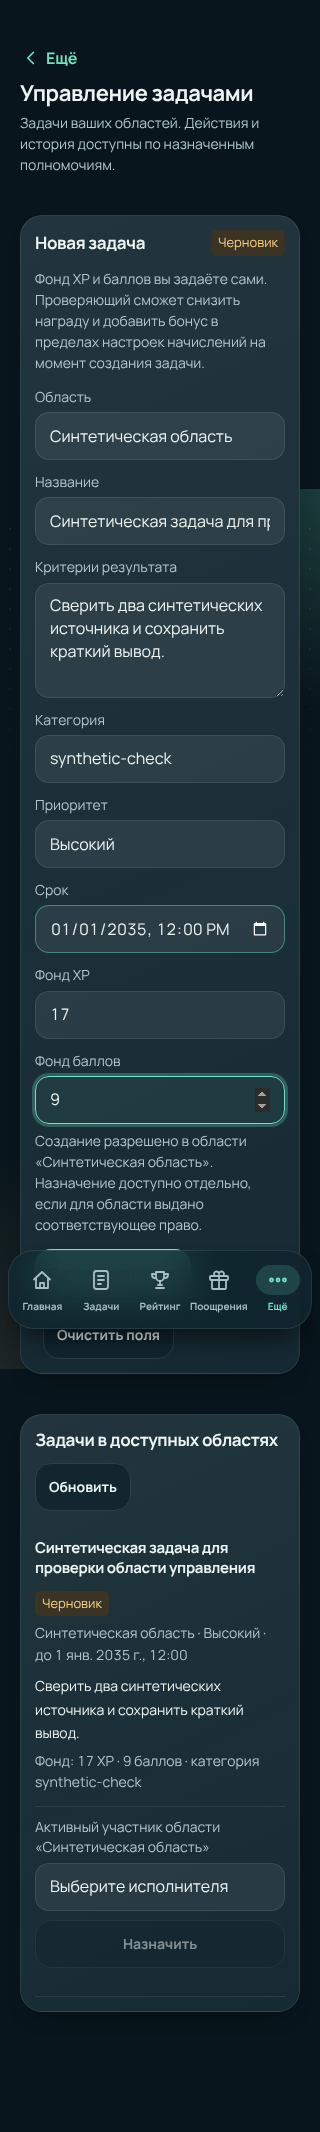 Ещё
Управление задачами
Задачи ваших областей. Действия и
история доступны по назначенным
полномочиям.
Новая задача
Черновик
Фонд XP и баллов вы задаёте сами.
Проверяющий сможет снизить
награду и добавить бонус в
пределах настроек начислений на
момент создания задачи.
Область
Синтетическая область
Название
Синтетическая задача для пр
Критерии результата
Сверить два синтетических
источника и сохранить
краткий вывод.
Категория
synthetic-check
Приоритет
Высокий
Срок
01/01/2035, 12:00 PM
Фонд XP
17
Фонд баллов
9
Создание разрешено в области
«Синтетическая область».
Назначение доступно отдельно,
если для области выдано
соответствующее право.
Главная
Задачи
Рейтинг
Поощрения
Ещё
Очистить поля
Задачи в доступных областях
Обновить
Синтетическая задача для
проверки области управления
Черновик
Синтетическая область · Высокий ·
до 1 янв. 2035 г., 12:00
Сверить два синтетических
источника и сохранить краткий
вывод.
Фонд: 17 XP · 9 баллов · категория
synthetic-check
Активный участник области
«Синтетическая область»
Выберите исполнителя
Назначить